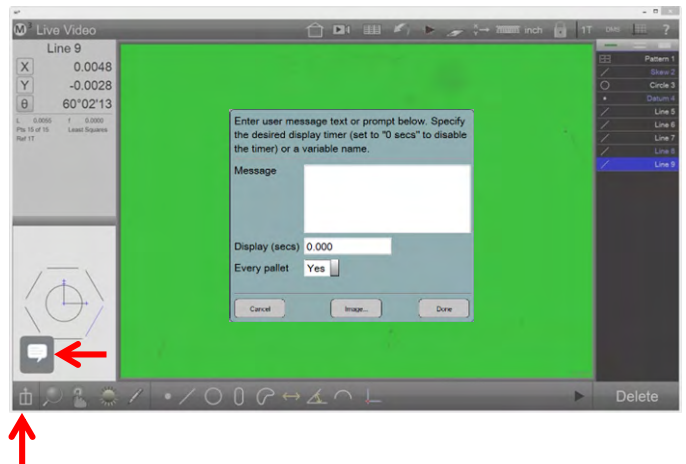 M³ Live Video
inch
1T
DMS
?
Line 9
X 0.0048
Y -0.0028
θ 60°02'13
L 0.0055 f 0.0000
Pts 15 of 15 Least Squares
Ref 1T
Pattern 1
Skew 2
Circle 3
Datum 4
Line 5
Line 6
Line 7
Line 8
Line 9
Enter user message text or prompt below. Specify
the desired display timer (set to "0 secs" to disable
the timer) or a variable name.
Message
Display (secs) 0.000
Every pallet Yes
Cancel
Image...
Done
Delete